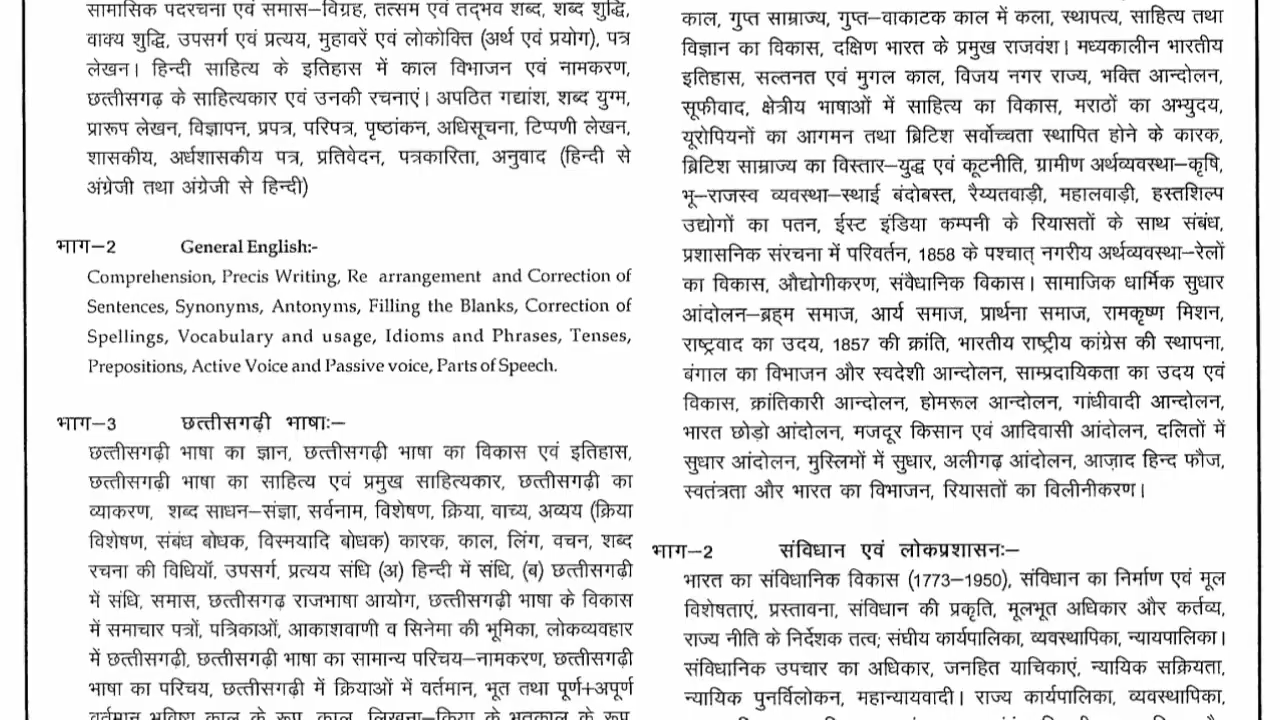 सामासिक पदरचना एवं समास–विग्रह, तत्सम एवं तद्भव शब्द, शब्द शुद्धि,
वाक्य शुद्धि, उपसर्ग एवं प्रत्यय, मुहावरें एवं लोकोक्ति (अर्थ एवं प्रयोग), पत्र
लेखन। हिन्दी साहित्य के इतिहास में काल विभाजन एवं नामकरण,
छत्तीसगढ़ के साहित्यकार एवं उनकी रचनाएं। अपठित गद्यांश, शब्द युग्म,
प्रारूप लेखन, विज्ञापन, प्रपत्र, परिपत्र, पृष्ठांकन, अधिसूचना, टिप्पणी लेखन,
शासकीय, अर्धशासकीय पत्र, प्रतिवेदन, पत्रकारिता, अनुवाद (हिन्दी से
अंग्रेजी तथा अंग्रेजी से हिन्दी)
भाग–2 General English:-
Comprehension, Precis Writing, Re arrangement and Correction of
Sentences, Synonyms, Antonyms, Filling the Blanks, Correction of
Spellings, Vocabulary and usage, Idioms and Phrases, Tenses,
Prepositions, Active Voice and Passive voice, Parts of Speech.
भाग–3 छत्तीसगढ़ी भाषाः–
छत्तीसगढ़ी भाषा का ज्ञान, छत्तीसगढ़ी भाषा का विकास एवं इतिहास,
छत्तीसगढ़ी भाषा का साहित्य एवं प्रमुख साहित्यकार, छत्तीसगढ़ी का
व्याकरण, शब्द साधन–संज्ञा, सर्वनाम, विशेषण, क्रिया, वाच्य, अव्यय (क्रिया
विशेषण, संबंध बोधक, विस्मयादि बोधक) कारक, काल, लिंग, वचन, शब्द
रचना की विधियॉ, उपसर्ग, प्रत्यय संधि (अ) हिन्दी में संधि, (ब) छत्तीसगढ़ी
में संधि, समास, छत्तीसगढ़ राजभाषा आयोग, छत्तीसगढ़ी भाषा के विकास
में समाचार पत्रों, पत्रिकाओं, आकाशवाणी व सिनेमा की भूमिका, लोकव्यवहार
में छत्तीसगढ़ी, छत्तीसगढ़ी भाषा का सामान्य परिचय–नामकरण, छत्तीसगढ़ी
भाषा का परिचय, छत्तीसगढ़ी में क्रियाओं में वर्तमान, भूत तथा पूर्ण+अपूर्ण
वर्तमान भविष्य काल के रूप, काल, लिखना–क्रिया के भूतकाल के रूप,
काल, गुप्त साम्राज्य, गुप्त–वाकाटक काल में कला, स्थापत्य, साहित्य तथा
विज्ञान का विकास, दक्षिण भारत के प्रमुख राजवंश। मध्यकालीन भारतीय
इतिहास, सल्तनत एवं मुगल काल, विजय नगर राज्य, भक्ति आन्दोलन,
सूफीवाद, क्षेत्रीय भाषाओं में साहित्य का विकास, मराठों का अभ्युदय,
यूरोपियनों का आगमन तथा ब्रिटिश सर्वोच्चता स्थापित होने के कारक,
ब्रिटिश साम्राज्य का विस्तार–युद्ध एवं कूटनीति, ग्रामीण अर्थव्यवस्था–कृषि,
भू–राजस्व व्यवस्था–स्थाई बंदोबस्त, रैय्यतवाड़ी, महालवाड़ी, हस्तशिल्प
उद्योगों का पतन, ईस्ट इंडिया कम्पनी के रियासतों के साथ संबंध,
प्रशासनिक संरचना में परिवर्तन, 1858 के पश्चात् नगरीय अर्थव्यवस्था–रेलों
का विकास, औद्योगीकरण, संवैधानिक विकास। सामाजिक धार्मिक सुधार
आंदोलन–ब्रह्म समाज, आर्य समाज, प्रार्थना समाज, रामकृष्ण मिशन,
राष्ट्रवाद का उदय, 1857 की क्रांति, भारतीय राष्ट्रीय कांग्रेस की स्थापना,
बंगाल का विभाजन और स्वदेशी आन्दोलन, साम्प्रदायिकता का उदय एवं
विकास, क्रांतिकारी आन्दोलन, होमरूल आन्दोलन, गांधीवादी आन्दोलन,
भारत छोड़ो आंदोलन, मजदूर किसान एवं आदिवासी आंदोलन, दलितों में
सुधार आंदोलन, मुस्लिमों में सुधार, अलीगढ़ आंदोलन, आज़ाद हिन्द फौज,
स्वतंत्रता और भारत का विभाजन, रियासतों का विलीनीकरण।
भाग–2 संविधान एवं लोकप्रशासनः–
भारत का संविधानिक विकास (1773–1950), संविधान का निर्माण एवं मूल
विशेषताएं, प्रस्तावना, संविधान की प्रकृति, मूलभूत अधिकार और कर्तव्य,
राज्य नीति के निर्देशक तत्व; संघीय कार्यपालिका, व्यवस्थापिका, न्यायपालिका।
संविधानिक उपचार का अधिकार, जनहित याचिकाएं, न्यायिक सक्रियता,
न्यायिक पुनर्विलोकन, महान्यायवादी। राज्य कार्यपालिका, व्यवस्थापिका,